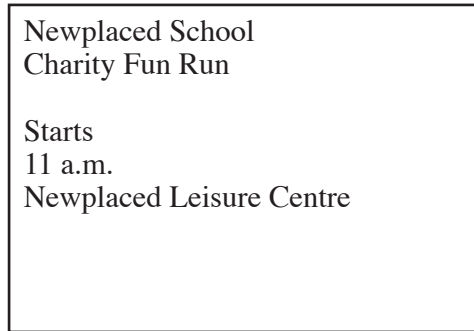 Newplaced School
Charity Fun Run
Starts
11 a.m.
Newplaced Leisure Centre